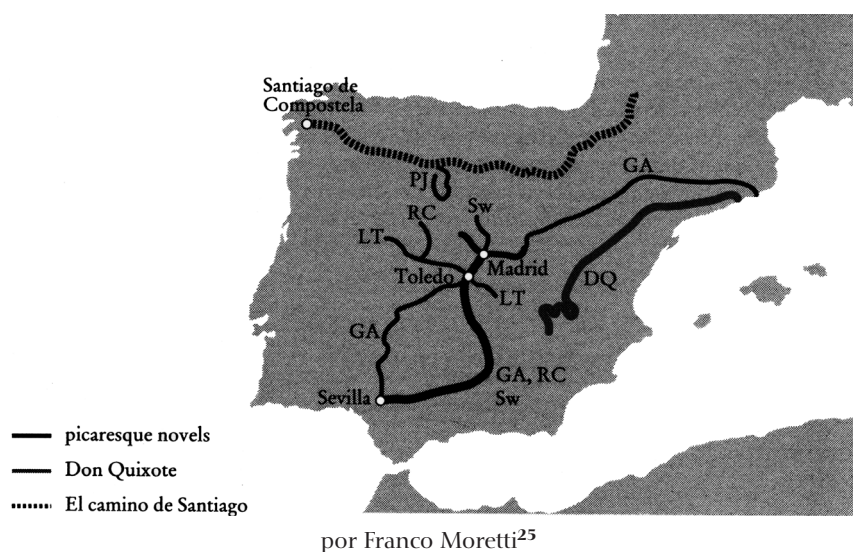 Santiago de
Compostela
GA
PJ
RC
Sw
LT
Madrid
Toledo
LT
DQ
GA
GA, RC
Sw
Sevilla
picaresque novels
Don Quixote
El camino de Santiago
por Franco Moretti25